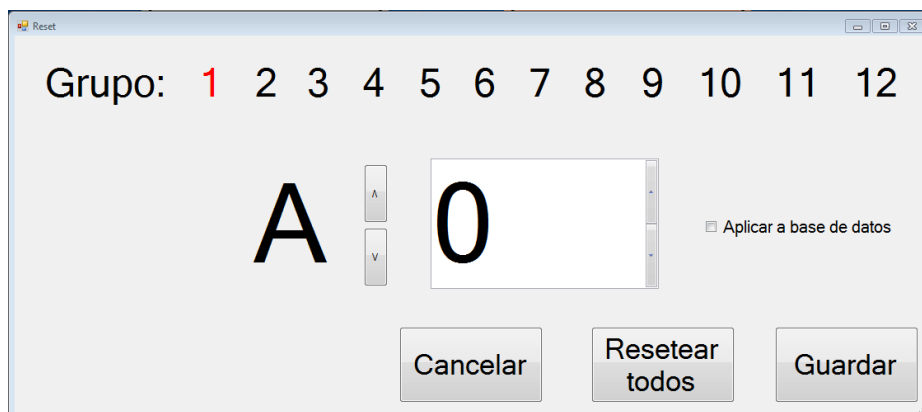 Reset
Grupo: 1 2 3 4 5 6 7 8 9 10 11 12
A 0
Aplicar a base de datos
Cancelar
Resetear
todos
Guardar